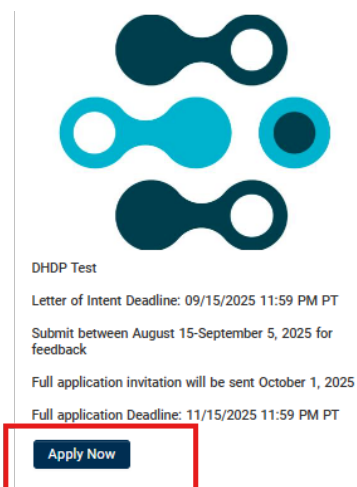 DHDP Test
Letter of Intent Deadline: 09/15/2025 11:59 PM PT
Submit between August 15-September 5, 2025 for
feedback
Full application invitation will be sent October 1, 2025
Full application Deadline: 11/15/2025 11:59 PM PT
Apply Now